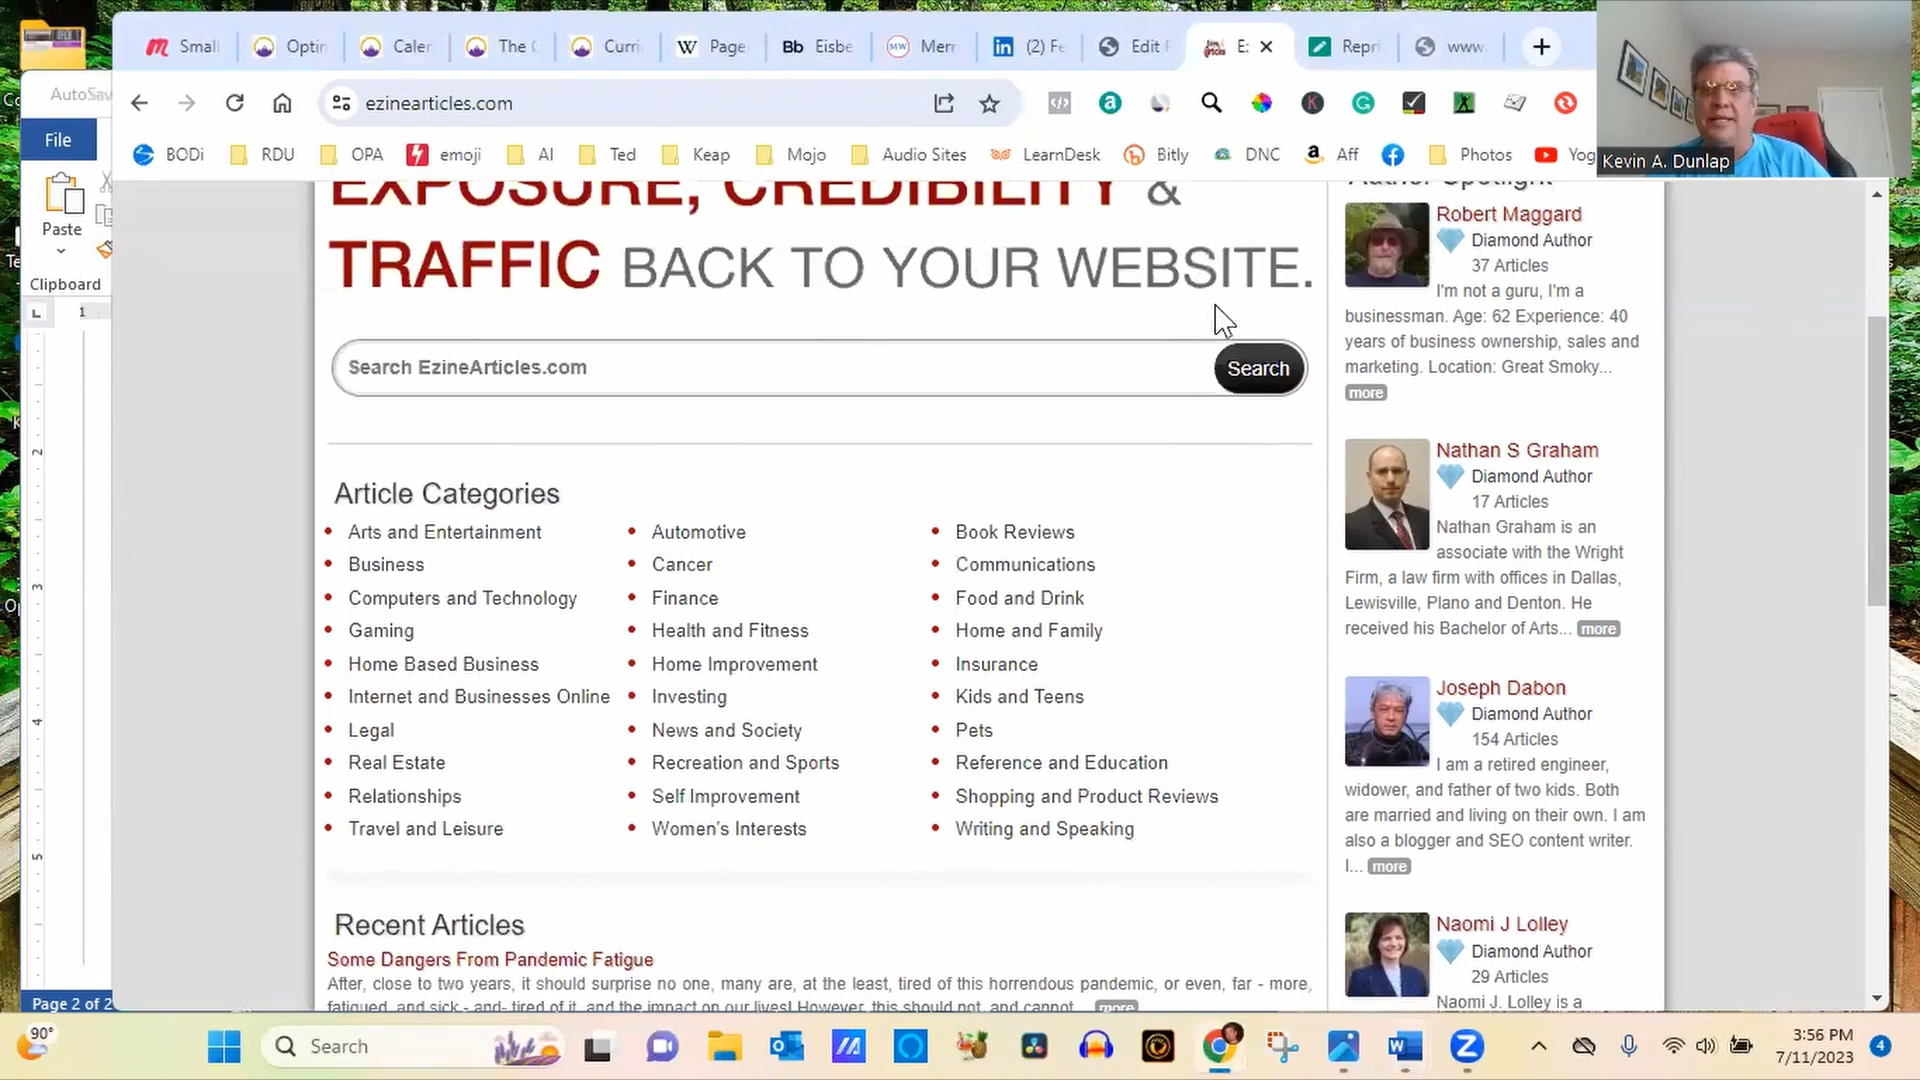 Small
Optin
Caler
The C
Curri
Page
Bb
Eisbe
MW
Merr
(2) Fe
Edit P
E:
Repri
www.
AutoSav
File
Paste
Clipboard
ezinearticles.com
BODi
RDU
OPA
emoji
AI
Ted
Keap
Mojo
Audio Sites
LearnDesk
Bitly
DNC
Aff
Photos
Yog
Kevin A. Dunlap
EXPOSURE, CREDIBILITY &
TRAFFIC BACK TO YOUR WEBSITE.
Search EzineArticles.com
Search
Article Categories
Arts and Entertainment
Automotive
Book Reviews
Business
Cancer
Communications
Computers and Technology
Finance
Food and Drink
Gaming
Health and Fitness
Home and Family
Home Based Business
Home Improvement
Insurance
Internet and Businesses Online
Investing
Kids and Teens
Legal
News and Society
Pets
Real Estate
Recreation and Sports
Reference and Education
Relationships
Self Improvement
Shopping and Product Reviews
Travel and Leisure
Women's Interests
Writing and Speaking
Recent Articles
Some Dangers From Pandemic Fatigue
After, close to two years, it should surprise no one, many are, at the least, tired of this horrendous pandemic, or even, far - more,
fatigued, and sick - and- tired of it, and the impact on our lives! However, this should not, and cannot... more
Author Spotlight
Robert Maggard
Diamond Author
37 Articles
I'm not a guru, I'm a
businessman. Age: 62 Experience: 40
years of business ownership, sales and
marketing. Location: Great Smoky...
more
Nathan S Graham
Diamond Author
17 Articles
Nathan Graham is an
associate with the Wright
Firm, a law firm with offices in Dallas,
Lewisville, Plano and Denton. He
received his Bachelor of Arts... more
Joseph Dabon
Diamond Author
154 Articles
I am a retired engineer,
widower, and father of two kids. Both
are married and living on their own. I am
also a blogger and SEO content writer.
I... more
Naomi J Lolley
Diamond Author
29 Articles
Naomi J. Lolley is a
1
2
3
4
5
Page 2 of 2
90°
Search
3:56 PM
7/11/2023
4